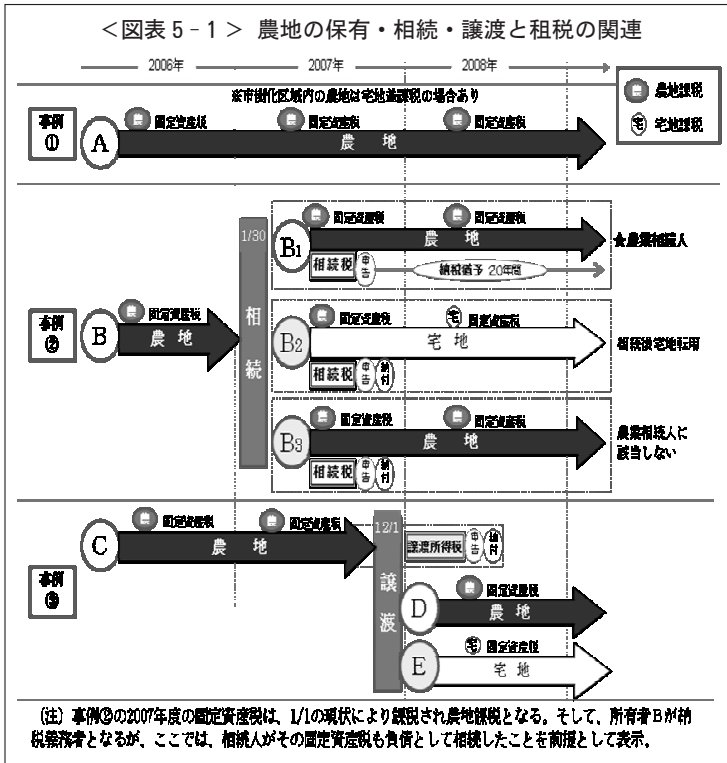 ＜図表５-１＞ 農地の保有・相続・譲渡と租税の関連
2006年 2007年 2008年
※市街化区域内の農地は宅地並課税の場合あり
農 農地課税
宅 宅地課税
事例①
A
農 固定資産税 農 固定資産税 農 固定資産税
農 地
事例②
B
農 固定資産税
農 地
1/30
相続
B1
農 固定資産税 農 固定資産税
農 地
相続税 申告 納税猶予 20年間
★農業相続人
B2
農 固定資産税 宅 固定資産税
宅 地
相続税 申告 納付
相続後宅地転用
B3
農 固定資産税 農 固定資産税
農 地
相続税 申告 納付
農業相続人に
該当しない
事例③
C
農 固定資産税 農 固定資産税
農 地
12/1
譲渡
譲渡所得税 申告 納付
D
農 固定資産税
農 地
E
宅 固定資産税
宅 地
(注) 事例②の2007年度の固定資産税は、1/1の現状により課税され農地課税となる。そして、所有者Bが納
税義務者となるが、ここでは、相続人がその固定資産税も負債として相続したことを前提として表示。